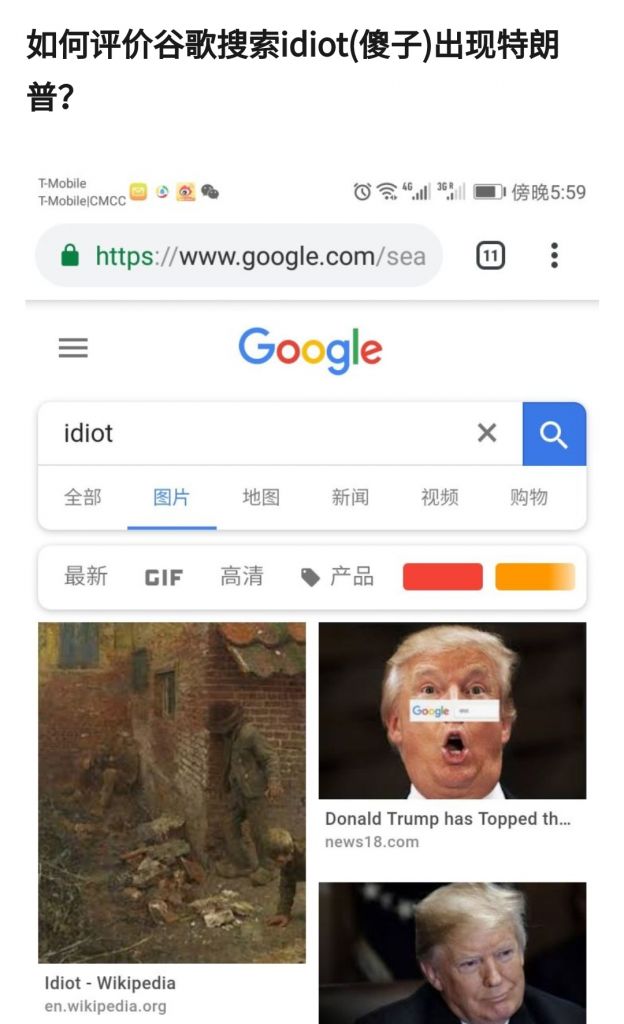 如何评价谷歌搜索idiot(傻子)出现特朗
普？
T-Mobile
T-Mobile|CMCC
4G
3G R
傍晚5:59
https://www.google.com/sea
11
Google
idiot
全部 图片 地图 新闻 视频 购物
最新 GIF 高清 产品
Google
Donald Trump has Topped th...
news18.com
Idiot - Wikipedia
en.wikipedia.org